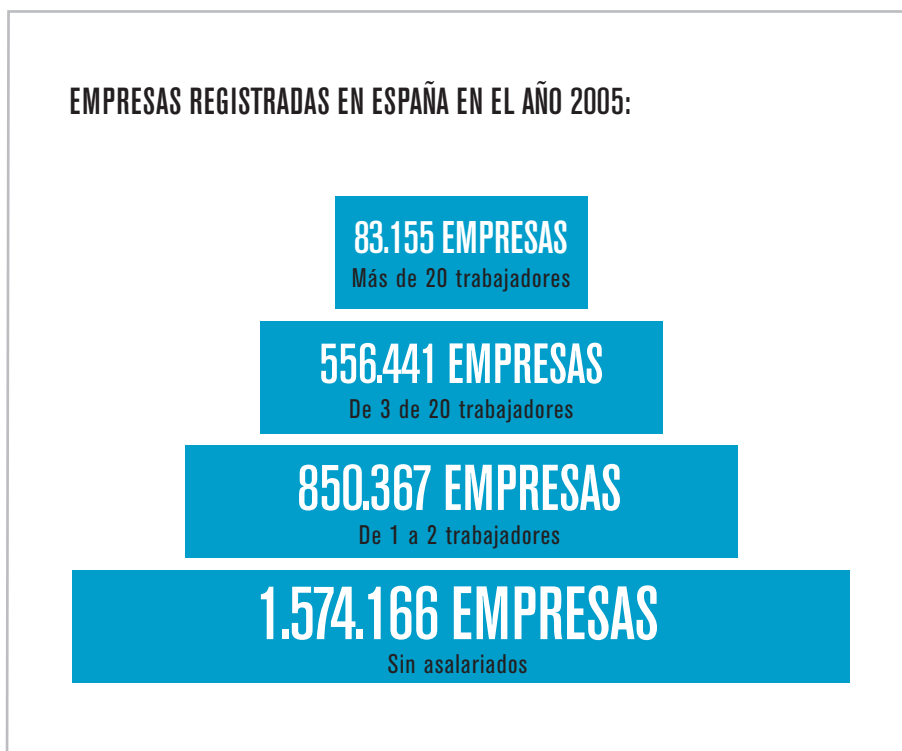 EMPRESAS REGISTRADAS EN ESPAÑA EN EL AÑO 2005:
83.155 EMPRESAS
Más de 20 trabajadores
556.441 EMPRESAS
De 3 de 20 trabajadores
850.367 EMPRESAS
De 1 a 2 trabajadores
1.574.166 EMPRESAS
Sin asalariados